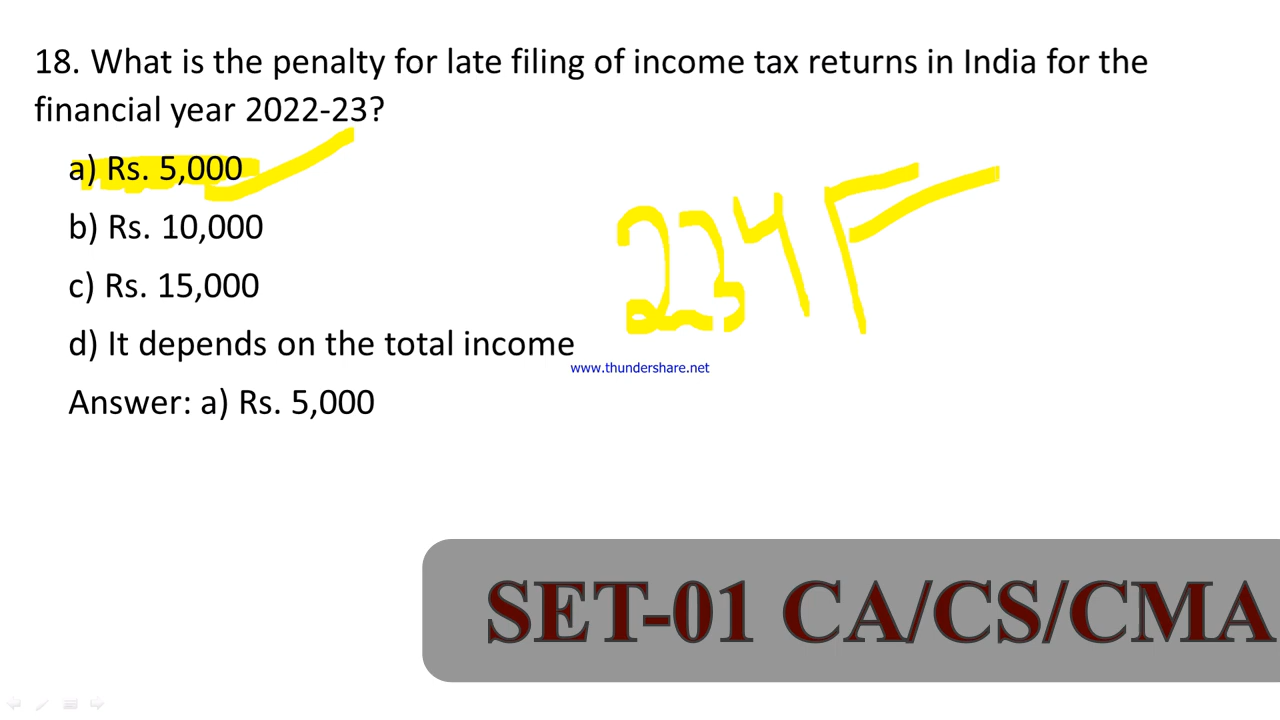 18. What is the penalty for late filing of income tax returns in India for the
financial year 2022-23?
a) Rs. 5,000
b) Rs. 10,000
234F
c) Rs. 15,000
d) It depends on the total income
www.thundershare.net
Answer: a) Rs. 5,000
SET-01 CA/CS/CMA